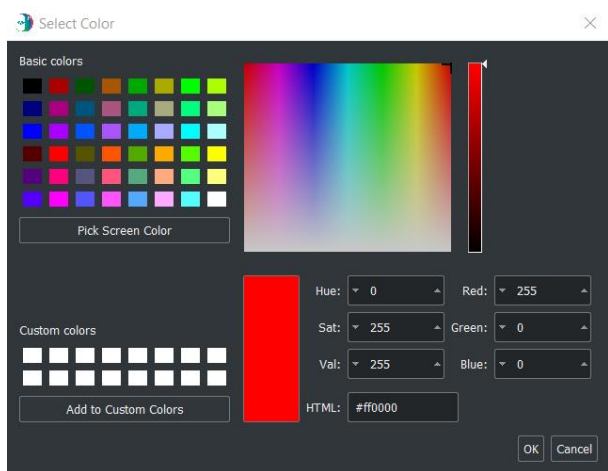 Select Color
Basic colors
Pick Screen Color
Hue: 0 Red: 255
Sat: 255 Green: 0
Val: 255 Blue: 0
HTML: #ff0000
Custom colors
Add to Custom Colors
OK Cancel